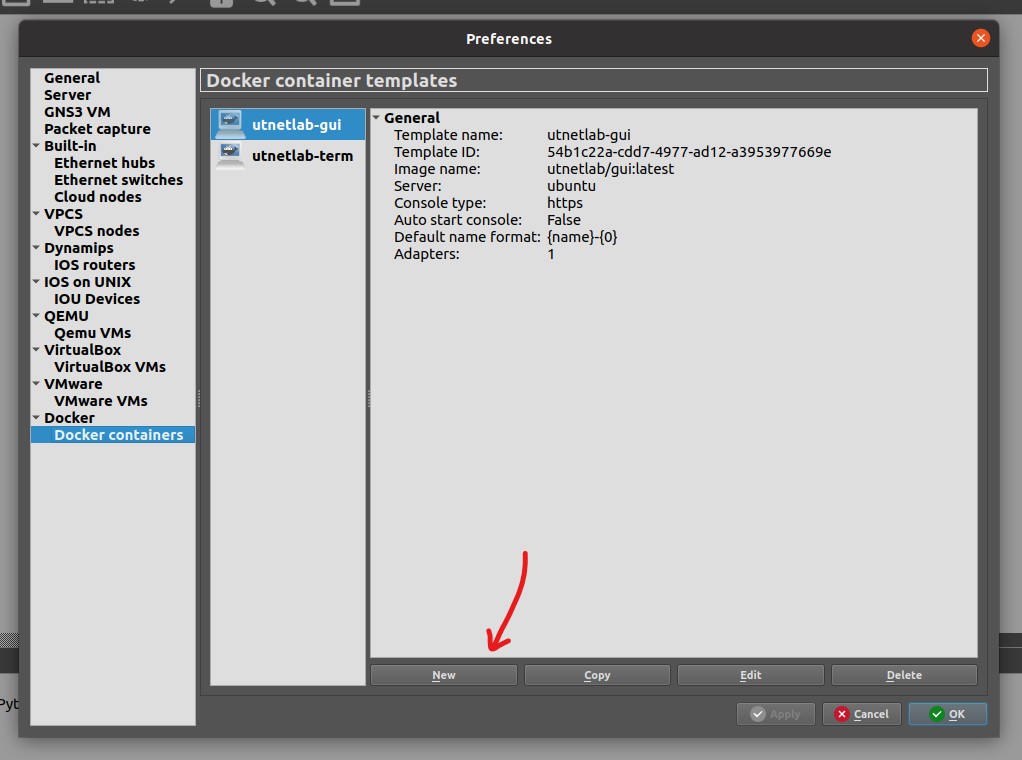 Preferences
General
Server
GNS3 VM
Packet capture
Built-in
Ethernet hubs
Ethernet switches
Cloud nodes
VPCS
VPCS nodes
Dynamips
IOS routers
IOS on UNIX
IOU Devices
QEMU
Qemu VMs
VirtualBox
VirtualBox VMs
VMware
VMware VMs
Docker
Docker containers
Docker container templates
utnetlab-gui
utnetlab-term
General
Template name: utnetlab-gui
Template ID: 54b1c22a-cdd7-4977-ad12-a3953977669e
Image name: utnetlab/gui:latest
Server: ubuntu
Console type: https
Auto start console: False
Default name format: {name}-{0}
Adapters: 1
New Copy Edit Delete
Apply Cancel OK
Pyt